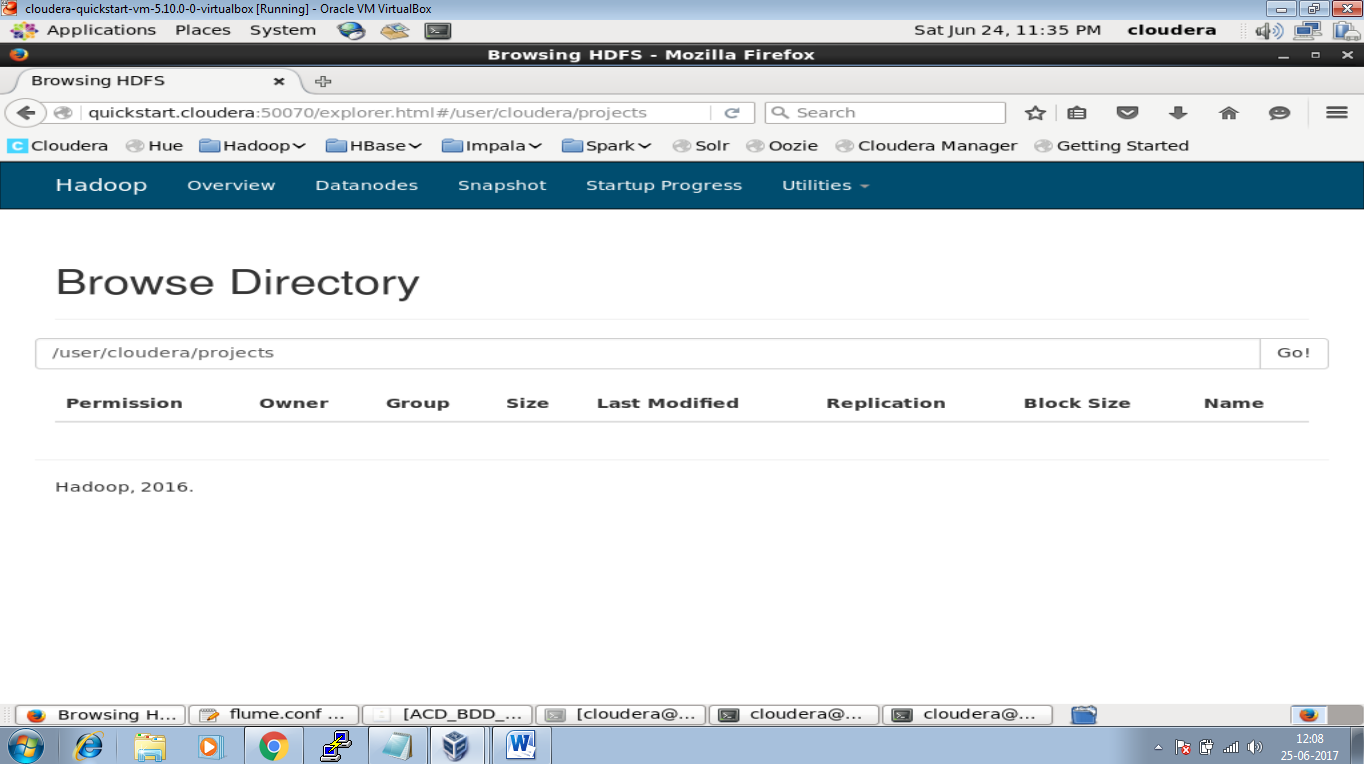 cloudera-quickstart-vm-5.10.0-0-virtualbox [Running] - Oracle VM VirtualBox
Applications Places System Sat Jun 24, 11:35 PM cloudera
Browsing HDFS - Mozilla Firefox
Browsing HDFS
quickstart.cloudera:50070/explorer.html#/user/cloudera/projects Search
Cloudera Hue Hadoop HBase Impala Spark Solr Oozie Cloudera Manager Getting Started
Hadoop Overview Datanodes Snapshot Startup Progress Utilities
Browse Directory
/user/cloudera/projects Go!
Permission Owner Group Size Last Modified Replication Block Size Name
Hadoop, 2016.
Browsing H... flume.conf ... [ACD_BDD_... [cloudera@... cloudera@... cloudera@...
12:08
25-06-2017